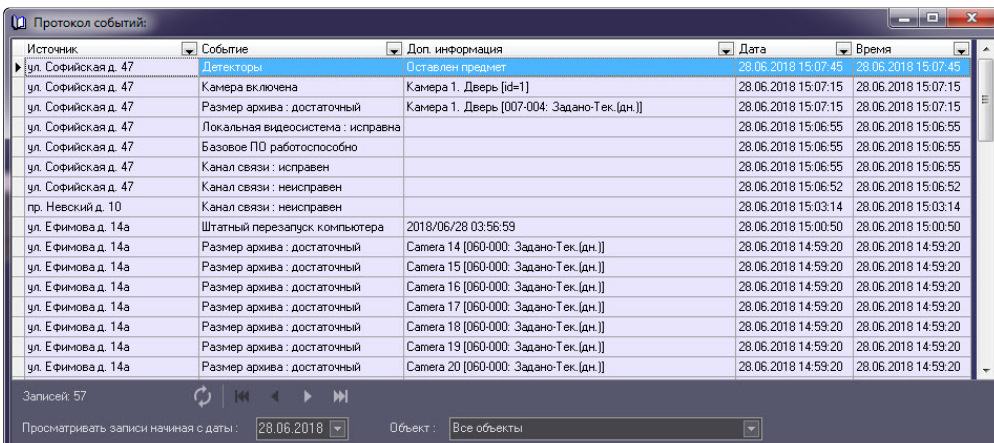 Протокол событий:
Источник Событие Доп. информация Дата Время
ул. Софийская д. 47 Детекторы Оставлен предмет 28.06.2018 15:07:45 28.06.2018 15:07:45
ул. Софийская д. 47 Камера включена Камера 1. Дверь [id=1] 28.06.2018 15:07:15 28.06.2018 15:07:15
ул. Софийская д. 47 Размер архива : достаточный Камера 1. Дверь [007-004: Задано-Тек.(дн.)] 28.06.2018 15:07:15 28.06.2018 15:07:15
ул. Софийская д. 47 Локальная видеосистема : исправна 28.06.2018 15:06:55 28.06.2018 15:06:55
ул. Софийская д. 47 Базовое ПО работоспособно 28.06.2018 15:06:55 28.06.2018 15:06:55
ул. Софийская д. 47 Канал связи : исправен 28.06.2018 15:06:55 28.06.2018 15:06:55
ул. Софийская д. 47 Канал связи : неисправен 28.06.2018 15:06:52 28.06.2018 15:06:52
пр. Невский д. 10 Канал связи : неисправен 28.06.2018 15:03:14 28.06.2018 15:03:14
ул. Ефимова д. 14а Штатный перезапуск компьютера 2018/06/28 03:56:59 28.06.2018 15:00:50 28.06.2018 15:00:50
ул. Ефимова д. 14а Размер архива : достаточный Camera 14 [060-000: Задано-Тек.(дн.)] 28.06.2018 14:59:20 28.06.2018 14:59:20
ул. Ефимова д. 14а Размер архива : достаточный Camera 15 [060-000: Задано-Тек.(дн.)] 28.06.2018 14:59:20 28.06.2018 14:59:20
ул. Ефимова д. 14а Размер архива : достаточный Camera 16 [060-000: Задано-Тек.(дн.)] 28.06.2018 14:59:20 28.06.2018 14:59:20
ул. Ефимова д. 14а Размер архива : достаточный Camera 17 [060-000: Задано-Тек.(дн.)] 28.06.2018 14:59:20 28.06.2018 14:59:20
ул. Ефимова д. 14а Размер архива : достаточный Camera 18 [060-000: Задано-Тек.(дн.)] 28.06.2018 14:59:20 28.06.2018 14:59:20
ул. Ефимова д. 14а Размер архива : достаточный Camera 19 [060-000: Задано-Тек.(дн.)] 28.06.2018 14:59:20 28.06.2018 14:59:20
ул. Ефимова д. 14а Размер архива : достаточный Camera 20 [060-000: Задано-Тек.(дн.)] 28.06.2018 14:59:20 28.06.2018 14:59:20
Записей: 57
Просматривать записи начиная с даты : 28.06.2018 Объект : Все объекты